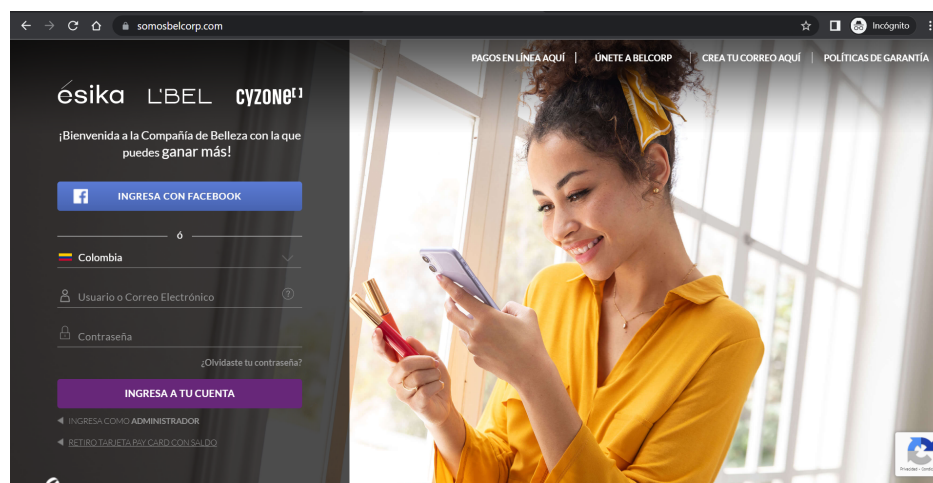 somosbelcorp.com
Incógnito
PAGOS EN LÍNEA AQUÍ | ÚNETE A BELCORP | CREA TU CORREO AQUÍ | POLÍTICAS DE GARANTÍA
ésika L'BEL CYZONE[ ]
¡Bienvenida a la Compañía de Belleza con la que
puedes ganar más!
INGRESA CON FACEBOOK
ó
Colombia
Usuario o Correo Electrónico
Contraseña
¿Olvidaste tu contraseña?
INGRESA A TU CUENTA
INGRESA COMO ADMINISTRADOR
RETIRO TARJETA PAY CARD CON SALDO